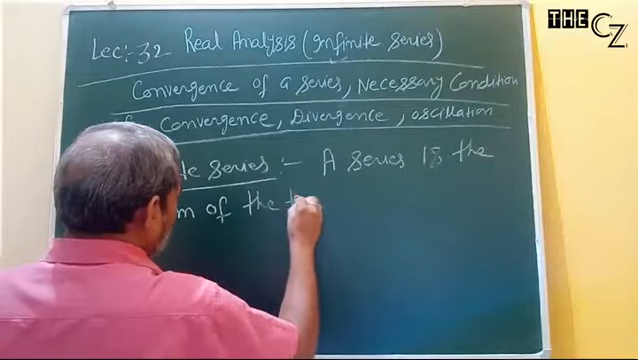 THE CZ
Lec:-32 Real Analysis (Infinite series)
Convergence of a series, Necessary Condition
Convergence, Divergence, oscillation
series :- A series is the
of the